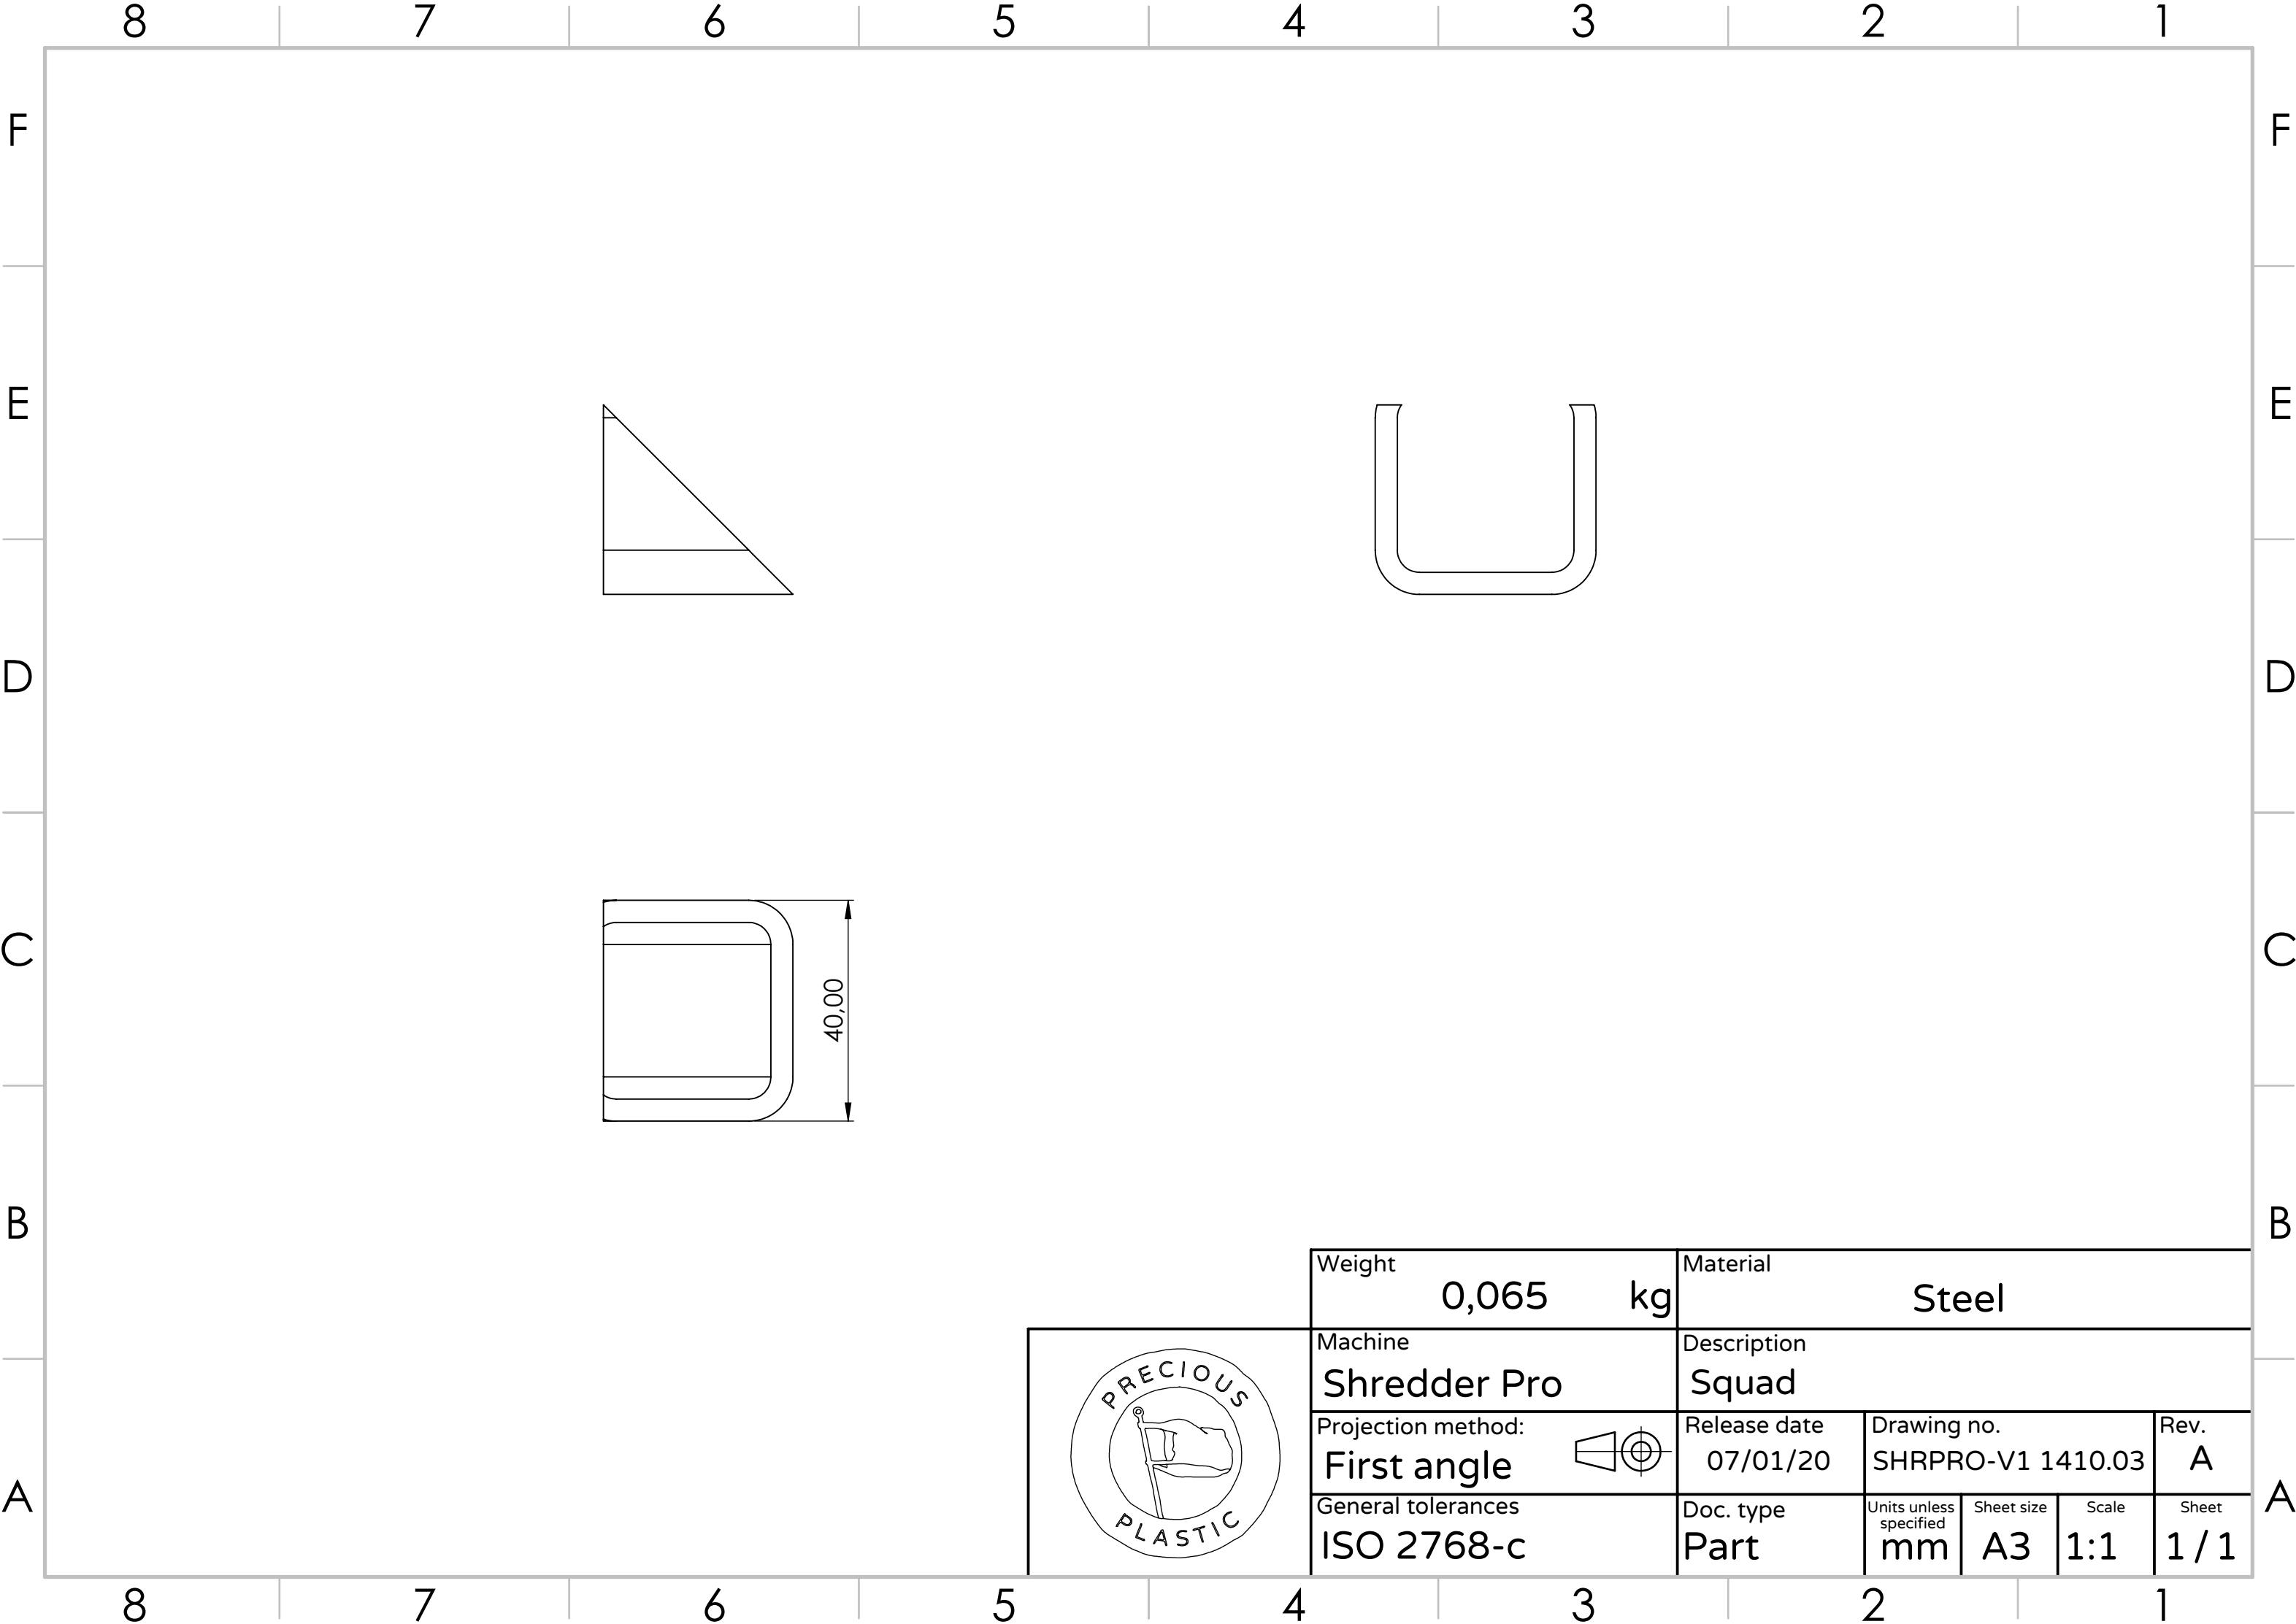 8 7 6 5 4 3 2 1
F F
E E
D D
C C
40,00
B B
Weight
0,065 kg
Material
Steel
Machine
Shredder Pro
Description
Squad
PRECIOUS
PLASTIC
Projection method:
First angle
Release date
07/01/20
Drawing no.
SHRPRO-V1 1410.03
Rev.
A
A A
General tolerances
ISO 2768-c
Doc. type
Part
Units unless
specified
mm
Sheet size
A3
Scale
1:1
Sheet
1/1
8 7 6 5 4 3 2 1